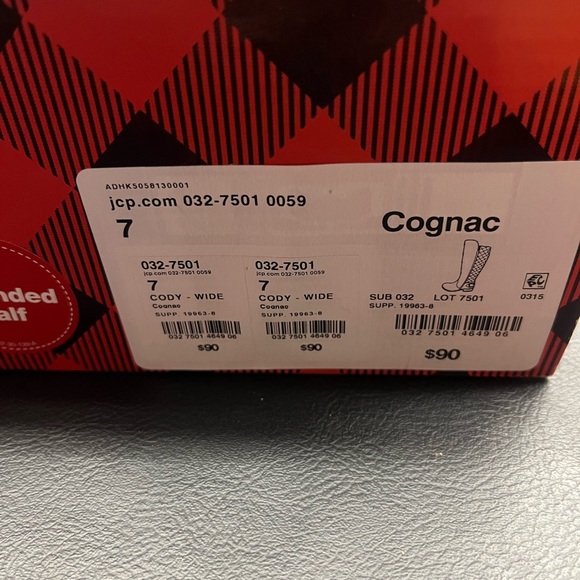 ADHK5058130001
jcp.com 032-7501 0059
7
Cognac
032-7501
jcp.com 032-7501 0059
7
CODY - WIDE
Cognac
SUPP. 19963-8
032 7501 4649 06
$90
032-7501
jcp.com 032-7501 0059
7
CODY - WIDE
Cognac
SUPP. 19963-8
032 7501 4649 06
$90
SUB 032 LOT 7501
SUPP. 19963-8
032 7501 4649 06
$90
0315
nded
alf